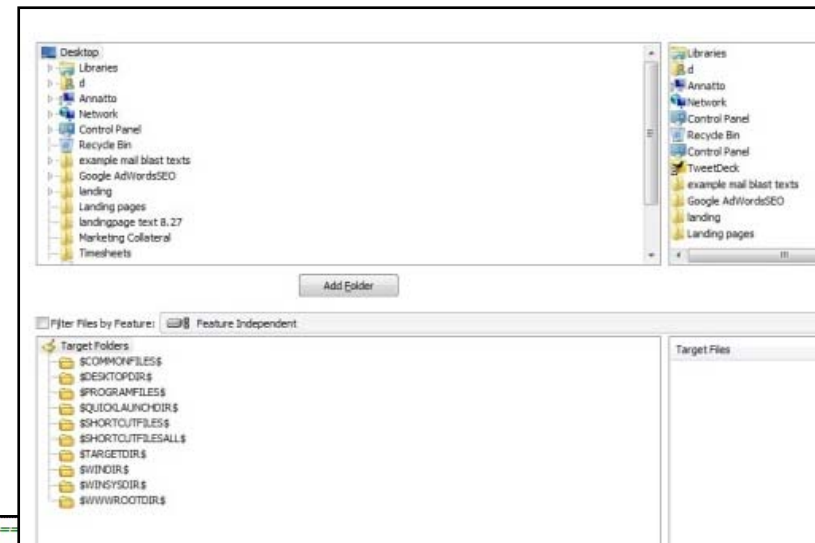 Desktop
Libraries
d
Annatto
Network
Control Panel
Recycle Bin
example mail blast texts
Google AdWordsSEO
landing
Landing pages
landingpage text 8.27
Marketing Collateral
Timesheets
Libraries
d
Annatto
Network
Control Panel
Recycle Bin
Control Panel
TweetDeck
example mail blast texts
Google AdWordsSEO
landing
Landing pages
Add Folder
Filter Files by Feature: Feature Independent
Target Folders
$COMMONFILES$
$DESKTOPDIR$
$PROGRAMFILES$
$QUICKLAUNCHDIR$
$SHORTCUTFILES$
$SHORTCUTFILESALL$
$TARGETDIR$
$WINDIR$
$WINSYSDIR$
$WWWROOTDIR$
Target Files
==